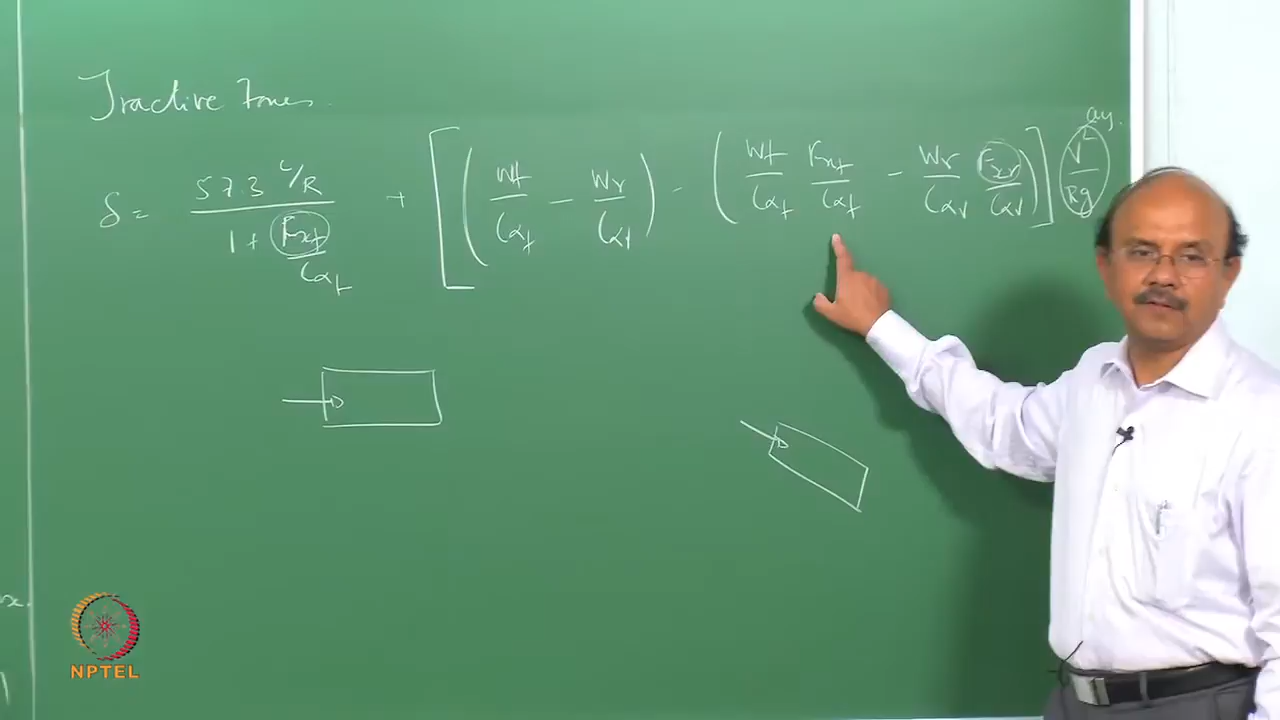 Tractive Forces.
δ = (57.3 L/R) / (1 + Fxf/Cαf) + [ (Wf/Cαf − Wr/Cαr) − (Wf/Cαf Fxf/Cαf − Wr/Cαr Fxr/Cαr) ] V²/Rg ay.
NPTEL